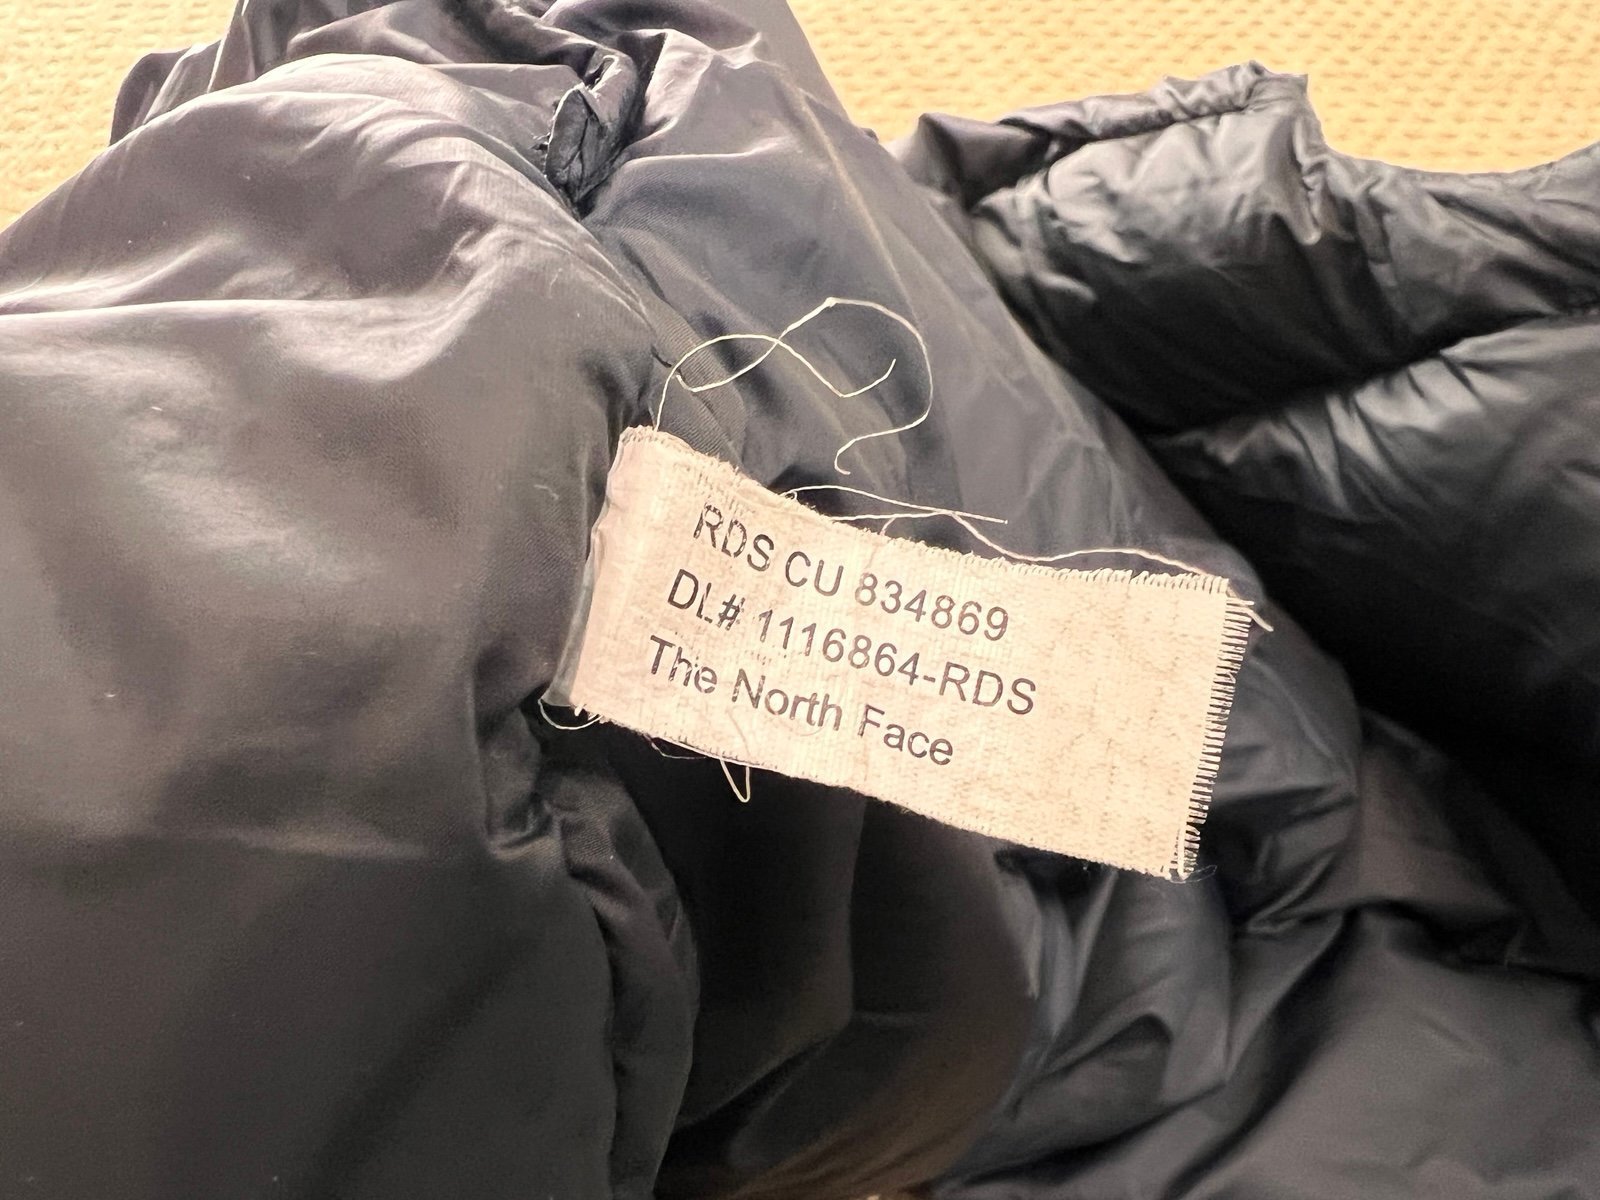 RDS CU 834869
DL# 1116864-RDS
The North Face